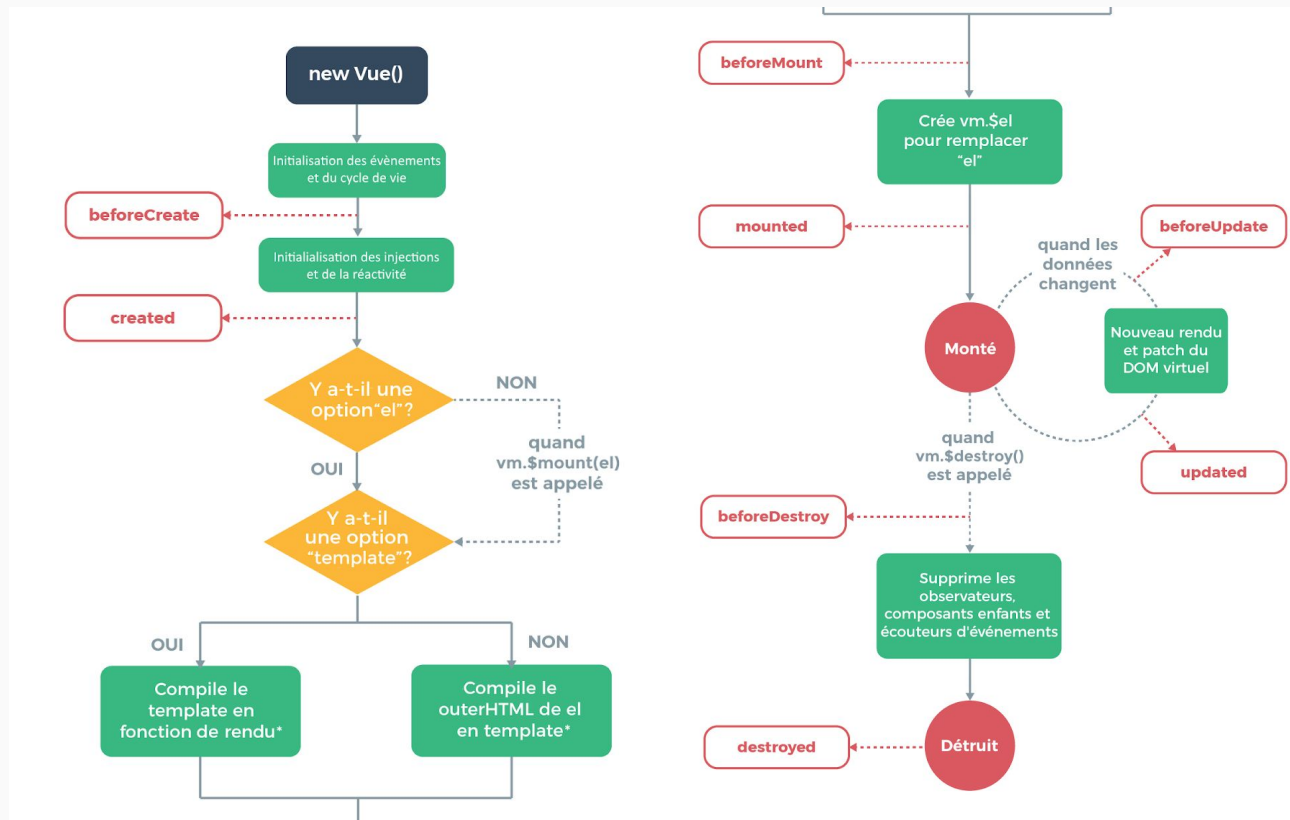 new Vue()
Initialisation des évènements
et du cycle de vie
beforeCreate
Initialialisation des injections
et de la réactivité
created
Y a-t-il une
option“el”?
NON
quand
vm.$mount(el)
est appelé
OUI
Y a-t-il
une option
“template”?
OUI
NON
Compile le
template en
fonction de rendu*
Compile le
outerHTML de el
en template*
beforeMount
Crée vm.$el
pour remplacer
“el”
mounted
beforeUpdate
quand les
données
changent
Monté
Nouveau rendu
et patch du
DOM virtuel
quand
vm.$destroy()
est appelé
updated
beforeDestroy
Supprime les
observateurs,
composants enfants et
écouteurs d'événements
destroyed
Détruit